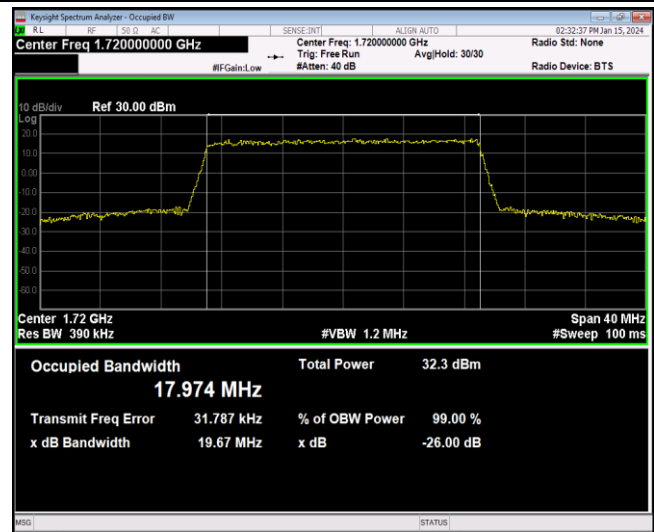 Keysight Spectrum Analyzer - Occupied BW
RL RF 50 Ω AC SENSE:INT ALIGN AUTO 02:32:37 PM Jan 15, 2024
Center Freq 1.720000000 GHz Center Freq: 1.720000000 GHz Radio Std: None
Trig: Free Run Avg|Hold: 30/30
#IFGain:Low #Atten: 40 dB Radio Device: BTS
10 dB/div Ref 30.00 dBm
Log
20.0
10.0
0.00
-10.0
-20.0
-30.0
-40.0
-50.0
-60.0
Center 1.72 GHz Span 40 MHz
Res BW 390 kHz #VBW 1.2 MHz #Sweep 100 ms
Occupied Bandwidth Total Power 32.3 dBm
17.974 MHz
Transmit Freq Error 31.787 kHz % of OBW Power 99.00 %
x dB Bandwidth 19.67 MHz x dB -26.00 dB
MSG STATUS